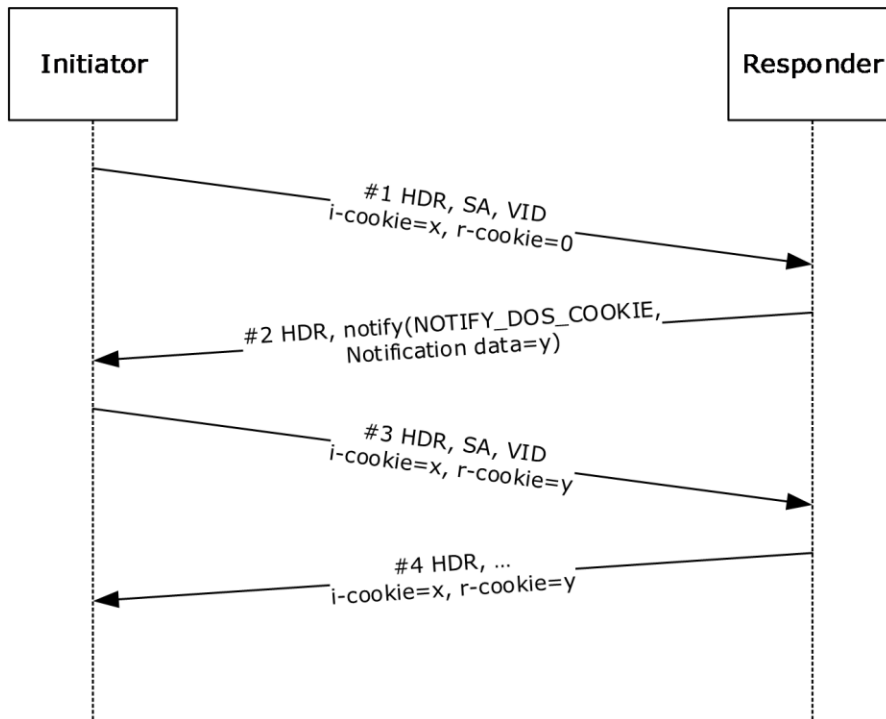 Initiator
Responder
#1 HDR, SA, VID
i-cookie=x, r-cookie=0
#2 HDR, notify(NOTIFY_DOS_COOKIE,
Notification data=y)
#3 HDR, SA, VID
i-cookie=x, r-cookie=y
#4 HDR, ...
i-cookie=x, r-cookie=y